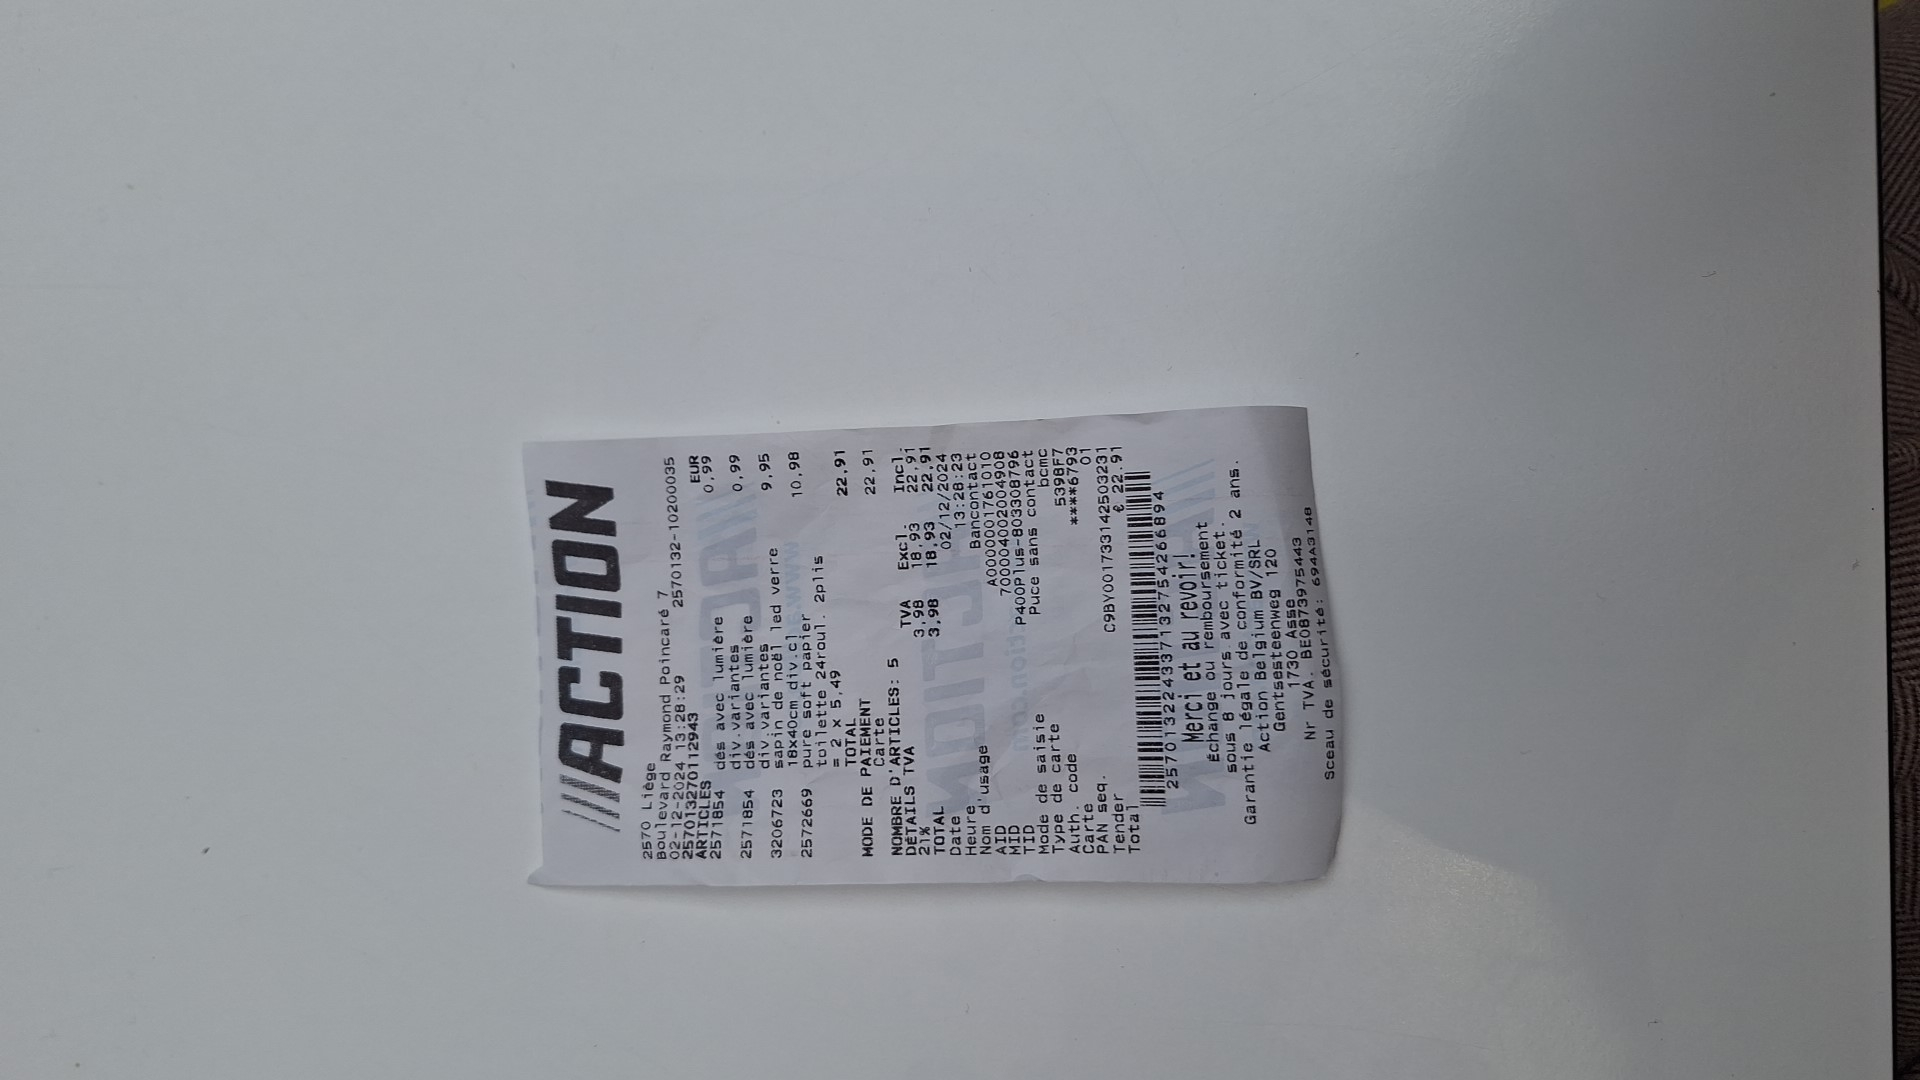 ACTION
2570 Liège
Boulevard Raymond Poincaré 7
02-12-2024 13:28:29 2570132-10200035
2570132701112943
ARTICLES EUR
2571854 dés avec lumière 0,99
div.variantes
2571854 dés avec lumière 0,99
div.variantes
3206723 sapin de noël led verre 9,95
18x40cm div.cl
2572669 pure soft papier 10,98
toilette 24roul. 2plis
= 2 x 5,49
TOTAL 22,91
MODE DE PAIEMENT
Carte 22,91
NOMBRE D'ARTICLES: 5
DÉTAILS TVA TVA Excl. Incl.
21% 3,98 18,93 22,91
TOTAL 3,98 18,93 22,91
Date 02/12/2024
Heure 13:28:23
Nom d'usage Bancontact
AID A0000001761010
MID 70004002004908
TID P400Plus-803308796
Mode de saisie Puce sans contact
Type de carte bcmc
Auth. code 5398F7
Carte ****6793
PAN seq. 01
Tender C9BY001733142503231
Total € 22.91
2570132243371327542668​94
Merci et au revoir!
Échange ou remboursement
sous 8 jours avec ticket.
Garantie légale de conformité 2 ans.
Action Belgium BV/SRL
Gentsesteenweg 120
1730 Asse
Nr TVA. BE0873975443
Sceau de sécurité: 694A3148